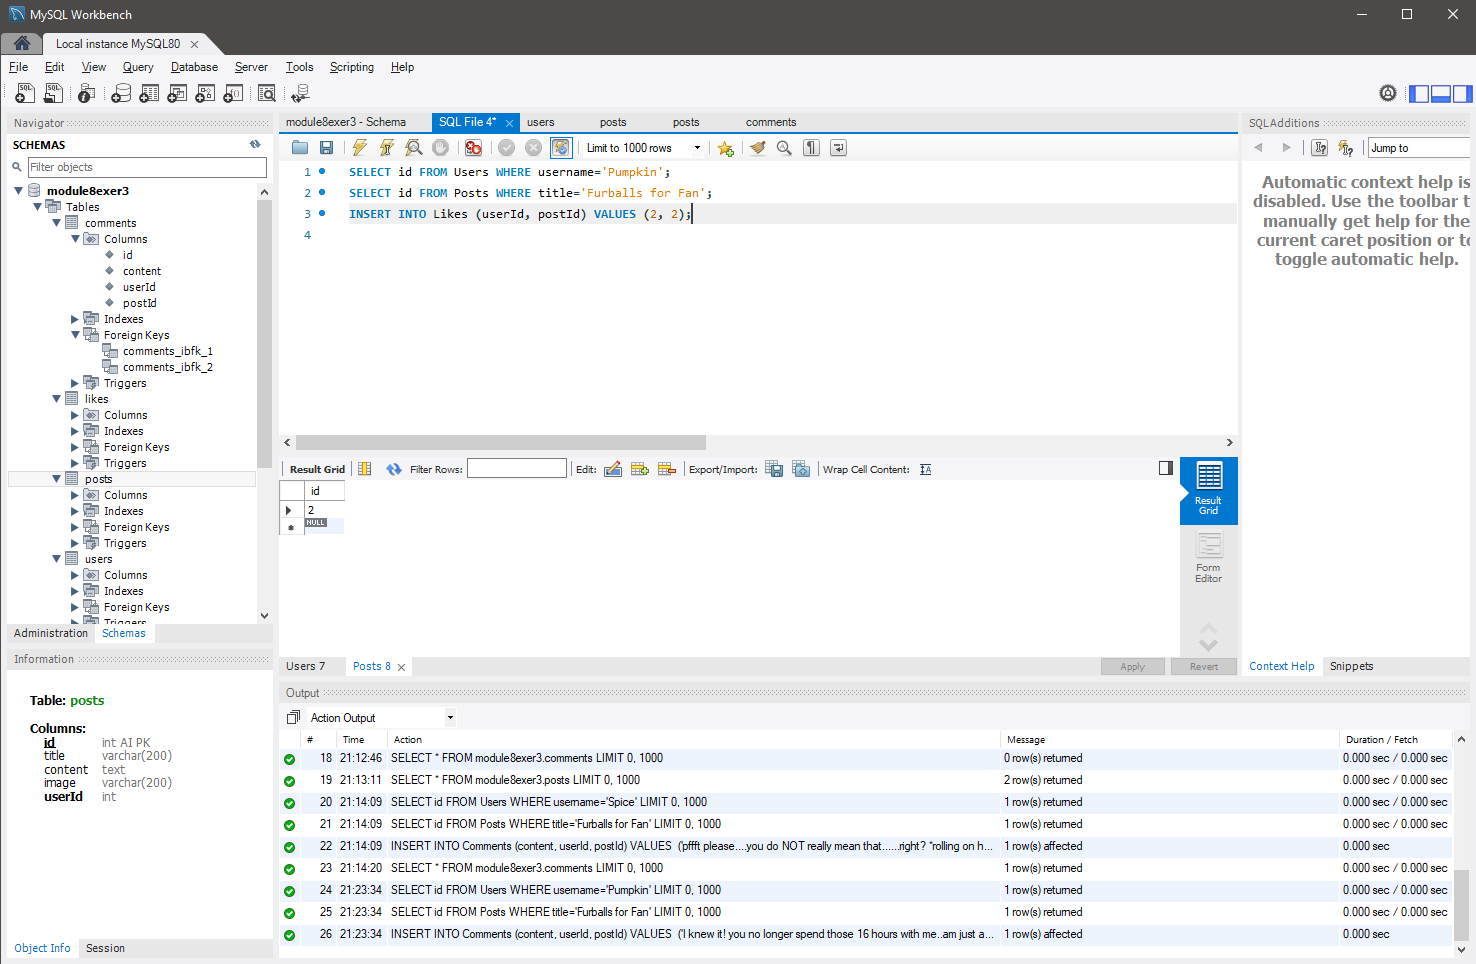 MySQL Workbench
Local instance MySQL80
File Edit View Query Database Server Tools Scripting Help
Navigator
SCHEMAS
Filter objects
module8exer3
Tables
comments
Columns
id
content
userId
postId
Indexes
Foreign Keys
comments_ibfk_1
comments_ibfk_2
Triggers
likes
Columns
Indexes
Foreign Keys
Triggers
posts
Columns
Indexes
Foreign Keys
Triggers
users
Columns
Indexes
Foreign Keys
Triggers
Administration Schemas
Information
Table: posts
Columns:
id int AI PK
title varchar(200)
content text
image varchar(200)
userId int
Object Info Session
module8exer3 - Schema SQL File 4* users posts posts comments
Limit to 1000 rows
1 SELECT id FROM Users WHERE username='Pumpkin';
2 SELECT id FROM Posts WHERE title='Furballs for Fan';
3 INSERT INTO Likes (userId, postId) VALUES (2, 2);
4
Result Grid Filter Rows: Edit: Export/Import: Wrap Cell Content:
id
2
NULL
Result
Grid
Form
Editor
Users 7 Posts 8 Apply Revert
SQLAdditions
Jump to
Automatic context help is
disabled. Use the toolbar t
manually get help for the
current caret position or to
toggle automatic help.
Context Help Snippets
Output
Action Output
# Time Action Message Duration / Fetch
18 21:12:46 SELECT * FROM module8exer3.comments LIMIT 0, 1000 0 row(s) returned 0.000 sec / 0.000 sec
19 21:13:11 SELECT * FROM module8exer3.posts LIMIT 0, 1000 2 row(s) returned 0.000 sec / 0.000 sec
20 21:14:09 SELECT id FROM Users WHERE username='Spice' LIMIT 0, 1000 1 row(s) returned 0.000 sec / 0.000 sec
21 21:14:09 SELECT id FROM Posts WHERE title='Furballs for Fan' LIMIT 0, 1000 1 row(s) returned 0.000 sec / 0.000 sec
22 21:14:09 INSERT INTO Comments (content, userId, postId) VALUES ('pffft please....you do NOT really mean that......right? *rolling on h... 1 row(s) affected 0.000 sec
23 21:14:20 SELECT * FROM module8exer3.comments LIMIT 0, 1000 1 row(s) returned 0.000 sec / 0.000 sec
24 21:23:34 SELECT id FROM Users WHERE username='Pumpkin' LIMIT 0, 1000 1 row(s) returned 0.000 sec / 0.000 sec
25 21:23:34 SELECT id FROM Posts WHERE title='Furballs for Fan' LIMIT 0, 1000 1 row(s) returned 0.000 sec / 0.000 sec
26 21:23:34 INSERT INTO Comments (content, userId, postId) VALUES ('I knew it! you no longer spend those 16 hours with me..am just a... 1 row(s) affected 0.000 sec